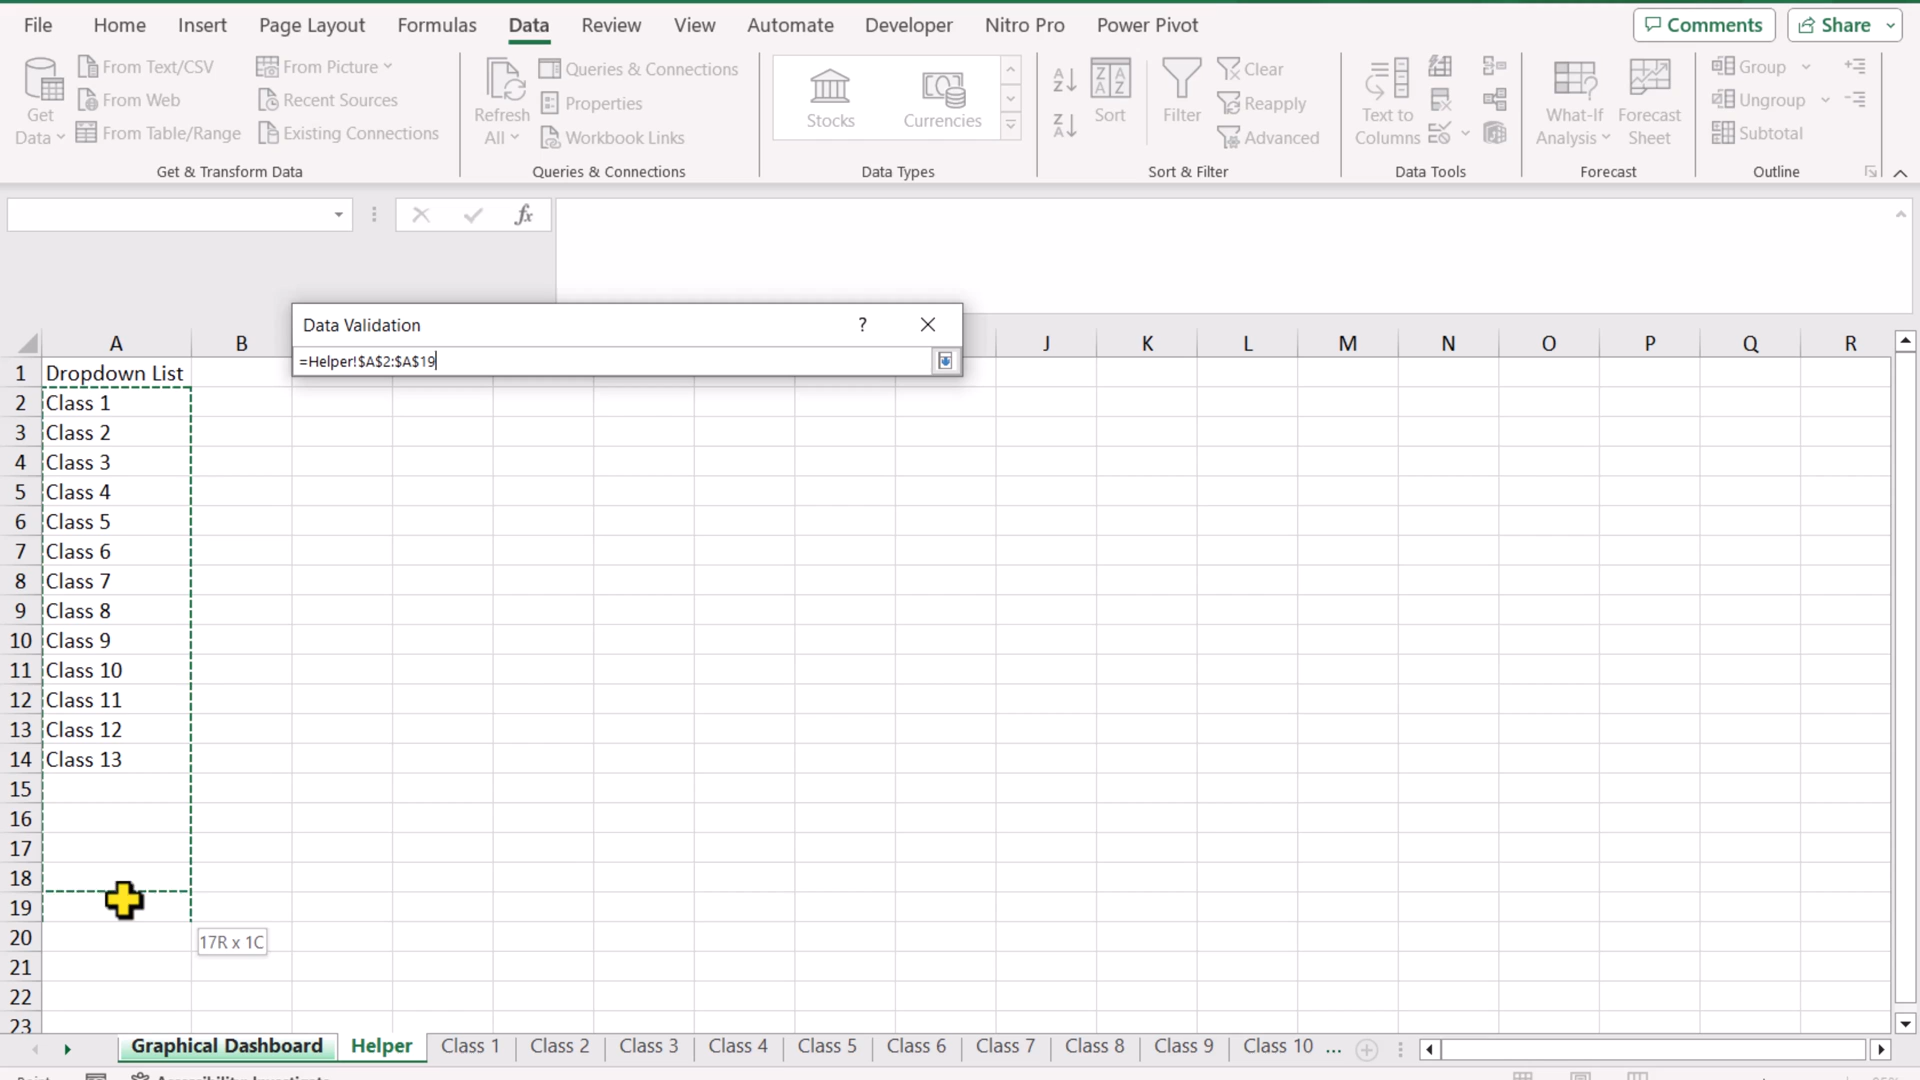 File Home Insert Page Layout Formulas Data Review View Automate Developer Nitro Pro Power Pivot Comments Share
Get Data
From Text/CSV
From Web
From Table/Range
From Picture
Recent Sources
Existing Connections
Get & Transform Data
Refresh All
Queries & Connections
Properties
Workbook Links
Queries & Connections
Stocks
Currencies
Data Types
Sort
Filter
Clear
Reapply
Advanced
Sort & Filter
Text to Columns
Data Tools
What-If Analysis
Forecast Sheet
Forecast
Group
Ungroup
Subtotal
Outline
fx
Data Validation ?
=Helper!$A$2:$A$19
A B J K L M N O P Q R
1 Dropdown List
2 Class 1
3 Class 2
4 Class 3
5 Class 4
6 Class 5
7 Class 6
8 Class 7
9 Class 8
10 Class 9
11 Class 10
12 Class 11
13 Class 12
14 Class 13
15
16
17
18
19
20
17R x 1C
21
22
23
Graphical Dashboard Helper Class 1 Class 2 Class 3 Class 4 Class 5 Class 6 Class 7 Class 8 Class 9 Class 10 ...